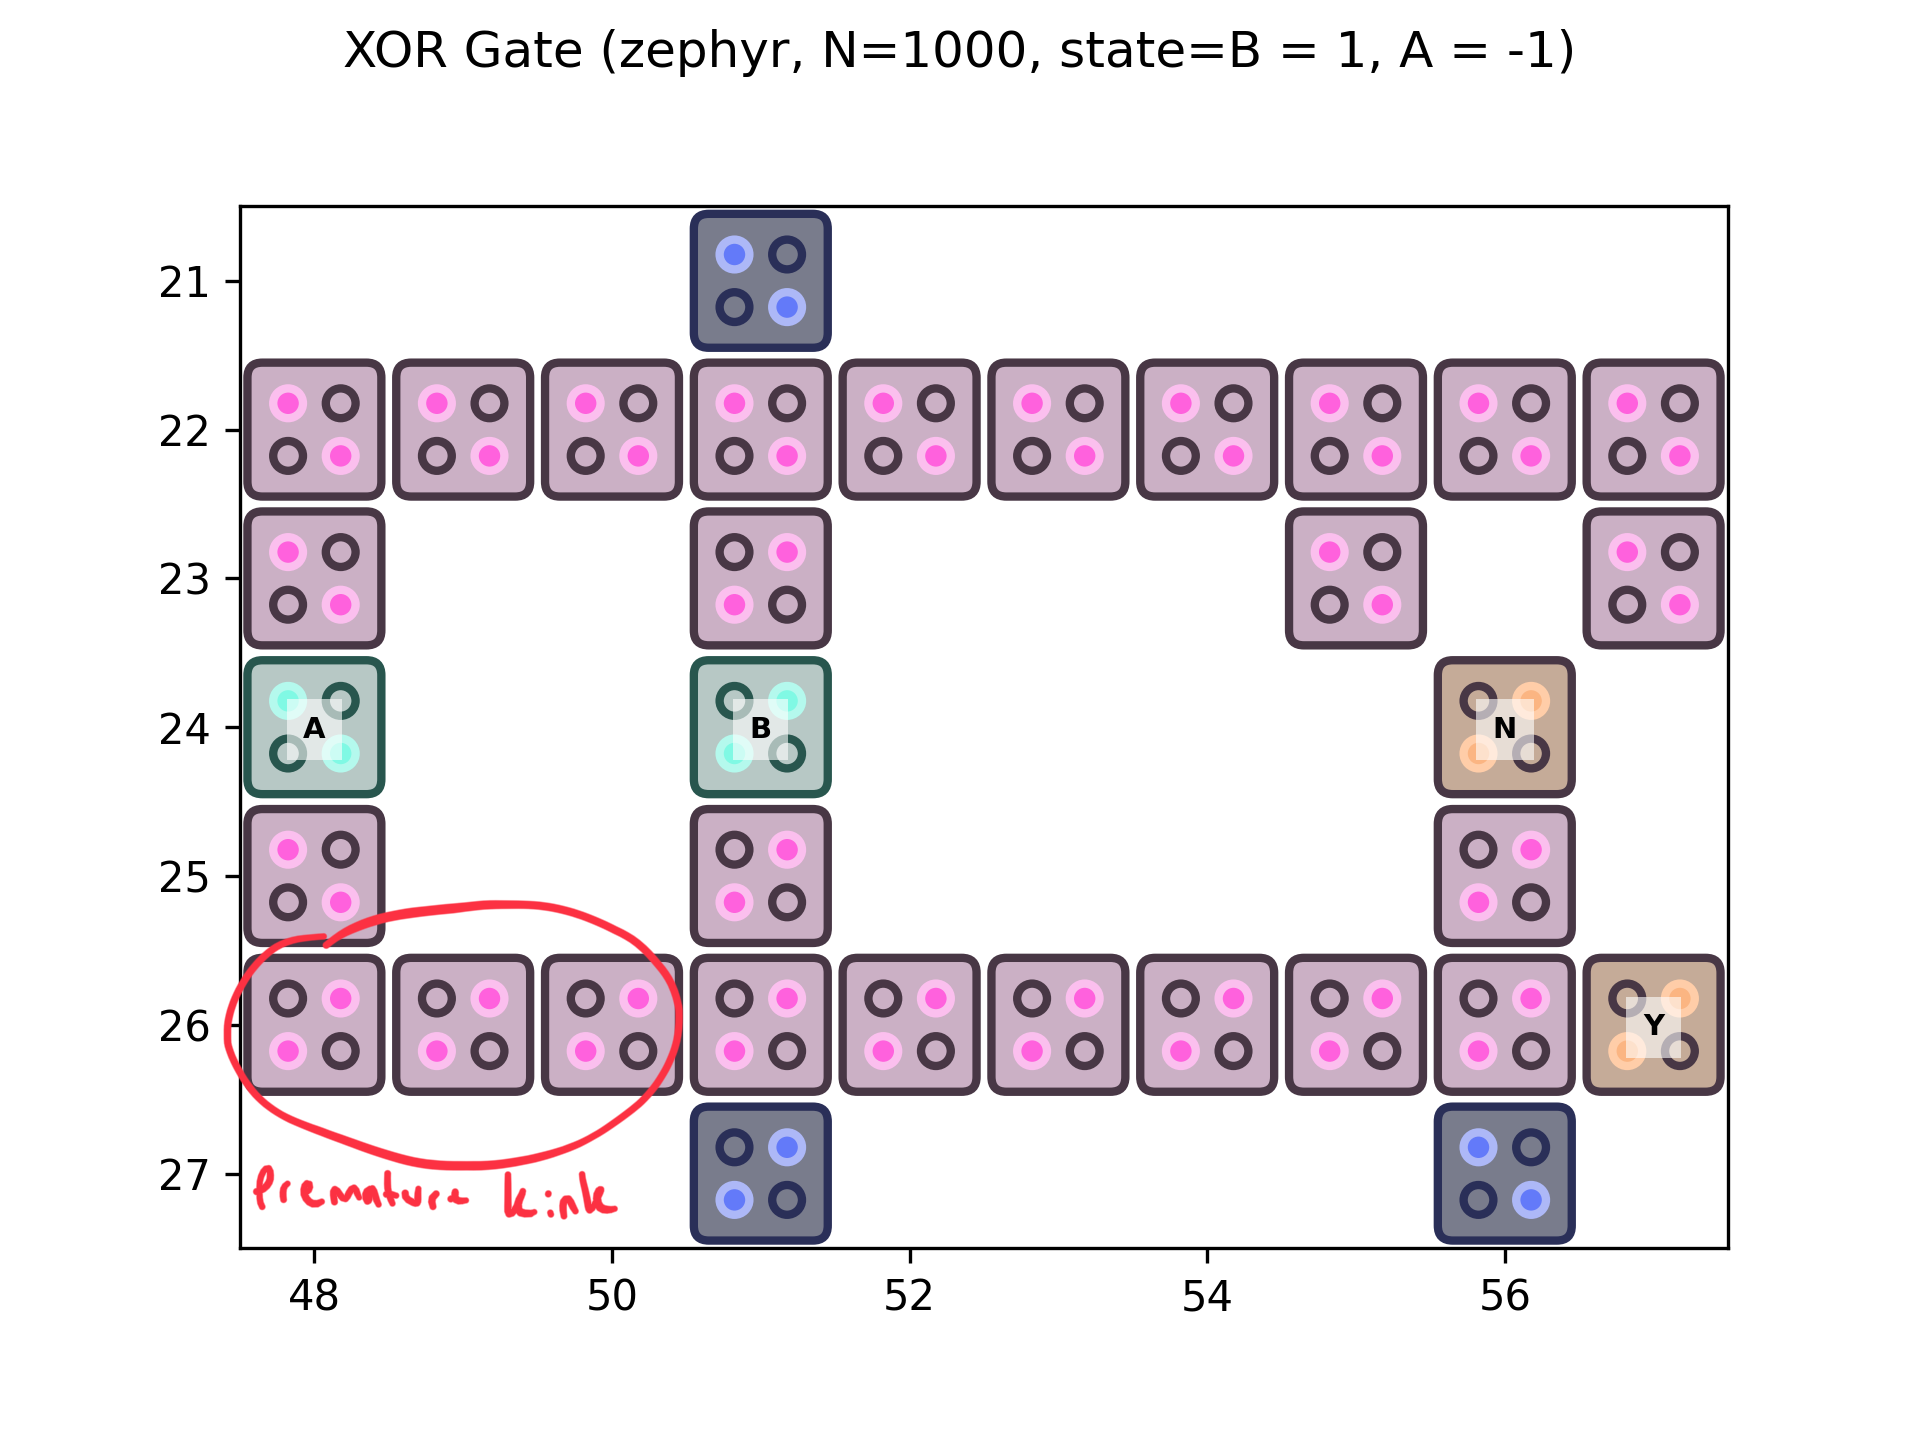 XOR Gate (zephyr, N=1000, state=B = 1, A = -1)
21
22
23
24
A
B
N
25
26
Y
27
Premature kink
48
50
52
54
56